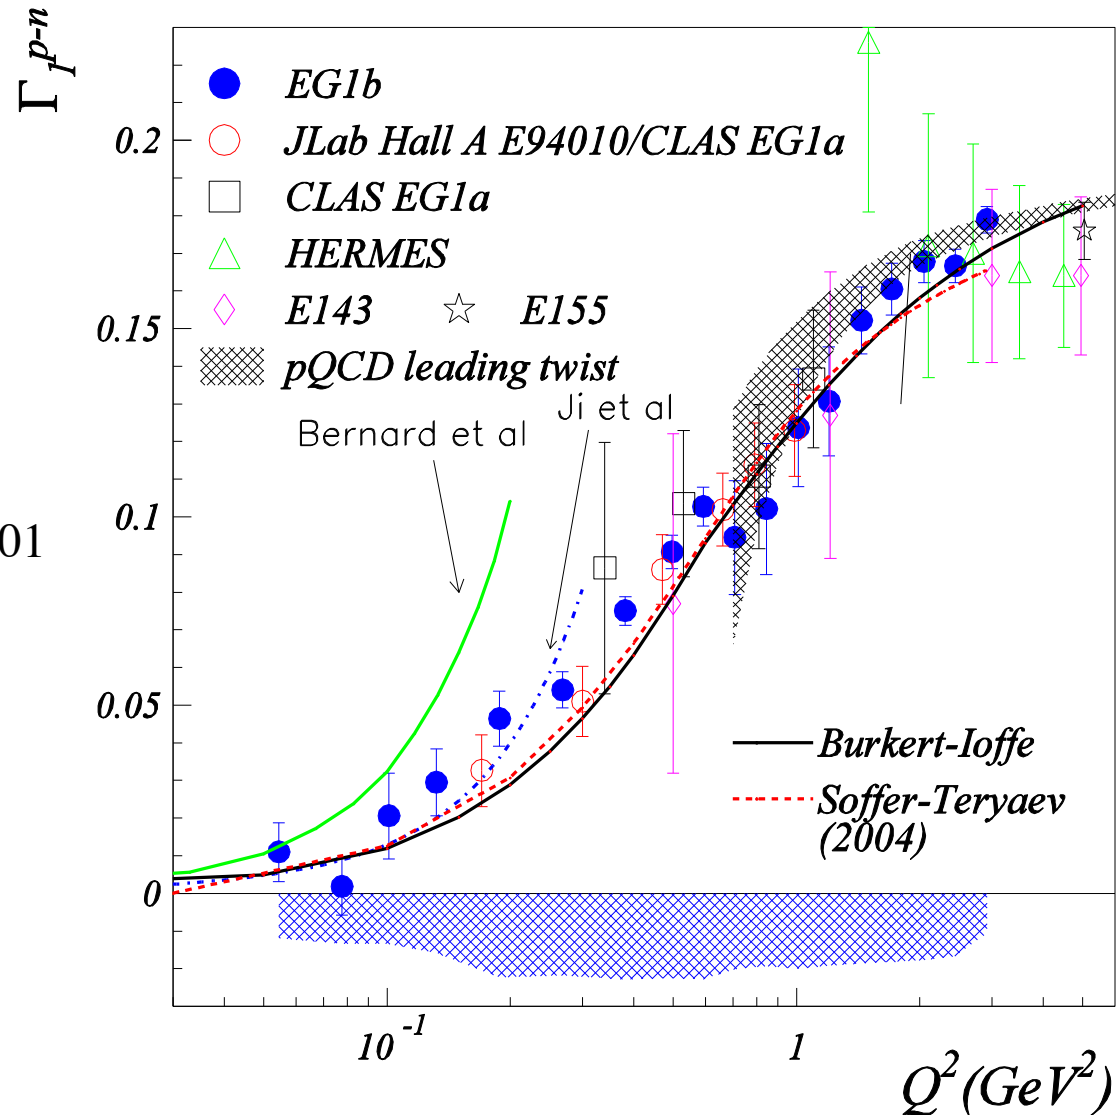 Γ₁ᵖ⁻ⁿ
EG1b
0.2
JLab Hall A E94010/CLAS EG1a
CLAS EG1a
HERMES
E143 E155
0.15
pQCD leading twist
Ji et al
Bernard et al
0.1
01
0.05
Burkert-Ioffe
Soffer-Teryaev
(2004)
0
10⁻¹ 1
Q²(GeV²)